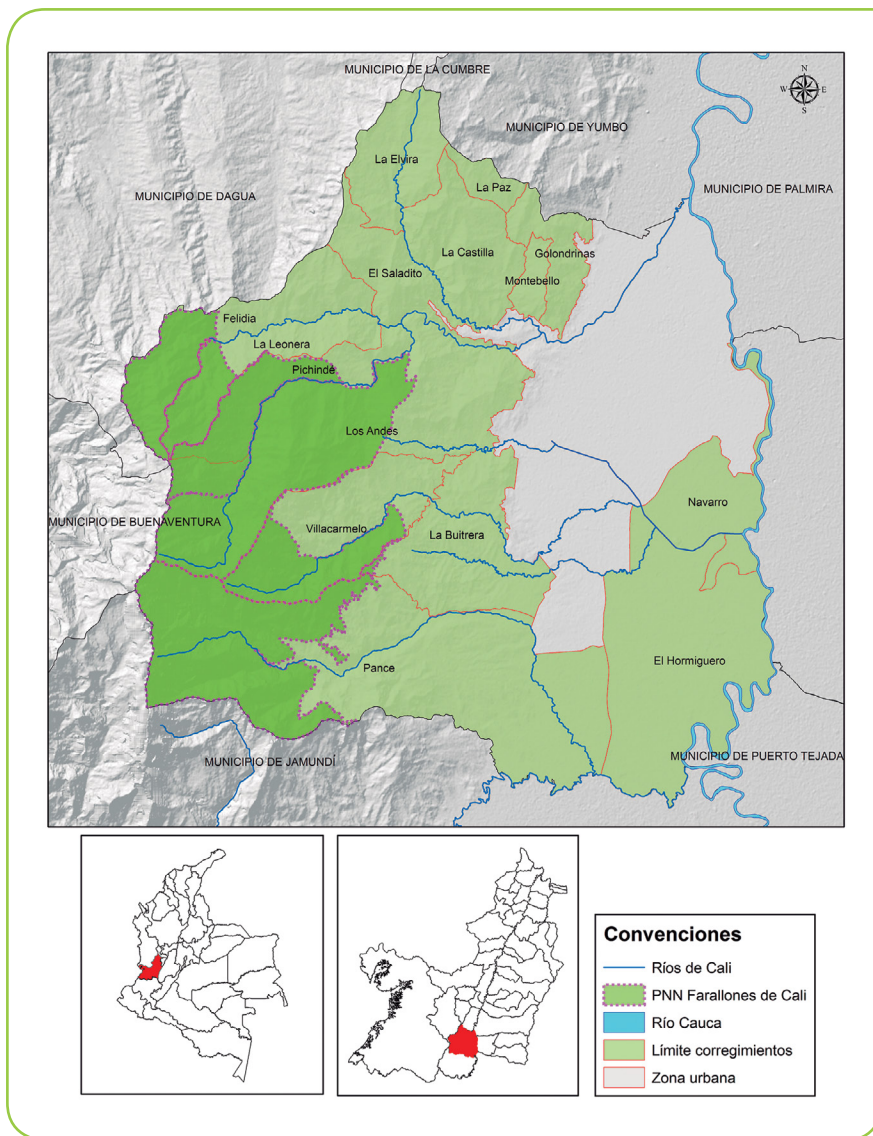 MUNICIPIO DE LA CUMBRE
N
W E
S
MUNICIPIO DE YUMBO
La Elvira
La Paz
MUNICIPIO DE DAGUA
MUNICIPIO DE PALMIRA
La Castilla
Golondrinas
El Saladito
Montebello
Felidia
La Leonera
Pichindé
Los Andes
Navarro
MUNICIPIO DE BUENAVENTURA
Villacarmelo
La Buitrera
El Hormiguero
Pance
MUNICIPIO DE JAMUNDÍ
MUNICIPIO DE PUERTO TEJADA
Convenciones
Ríos de Cali
PNN Farallones de Cali
Río Cauca
Límite corregimientos
Zona urbana